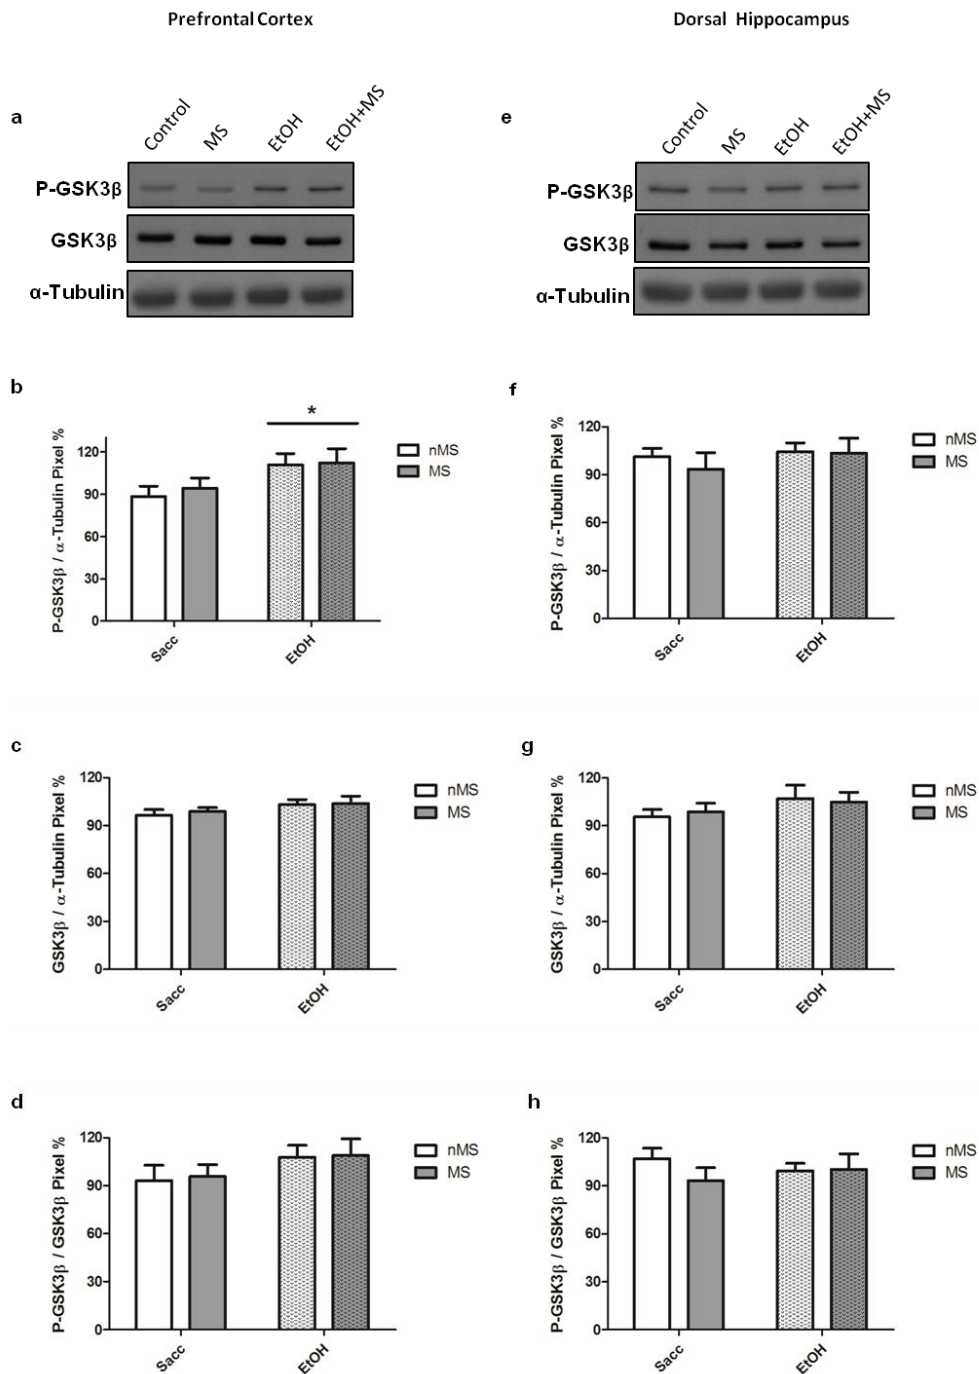 Prefrontal Cortex
Dorsal Hippocampus
a
Control
MS
EtOH
EtOH+MS
P-GSK3β
GSK3β
α-Tubulin
e
Control
MS
EtOH
EtOH+MS
P-GSK3β
GSK3β
α-Tubulin
b
P-GSK3β / α-Tubulin Pixel %
120
90
60
30
0
*
Sacc
EtOH
nMS
MS
f
P-GSK3β / α-Tubulin Pixel %
120
90
60
30
0
Sacc
EtOH
nMS
MS
c
GSK3β / α-Tubulin Pixel %
120
90
60
30
0
Sacc
EtOH
nMS
MS
g
GSK3β / α-Tubulin Pixel %
120
90
60
30
0
Sacc
EtOH
nMS
MS
d
P-GSK3β / GSK3β Pixel %
120
90
60
30
0
Sacc
EtOH
nMS
MS
h
P-GSK3β / GSK3β Pixel %
120
90
60
30
0
Sacc
EtOH
nMS
MS